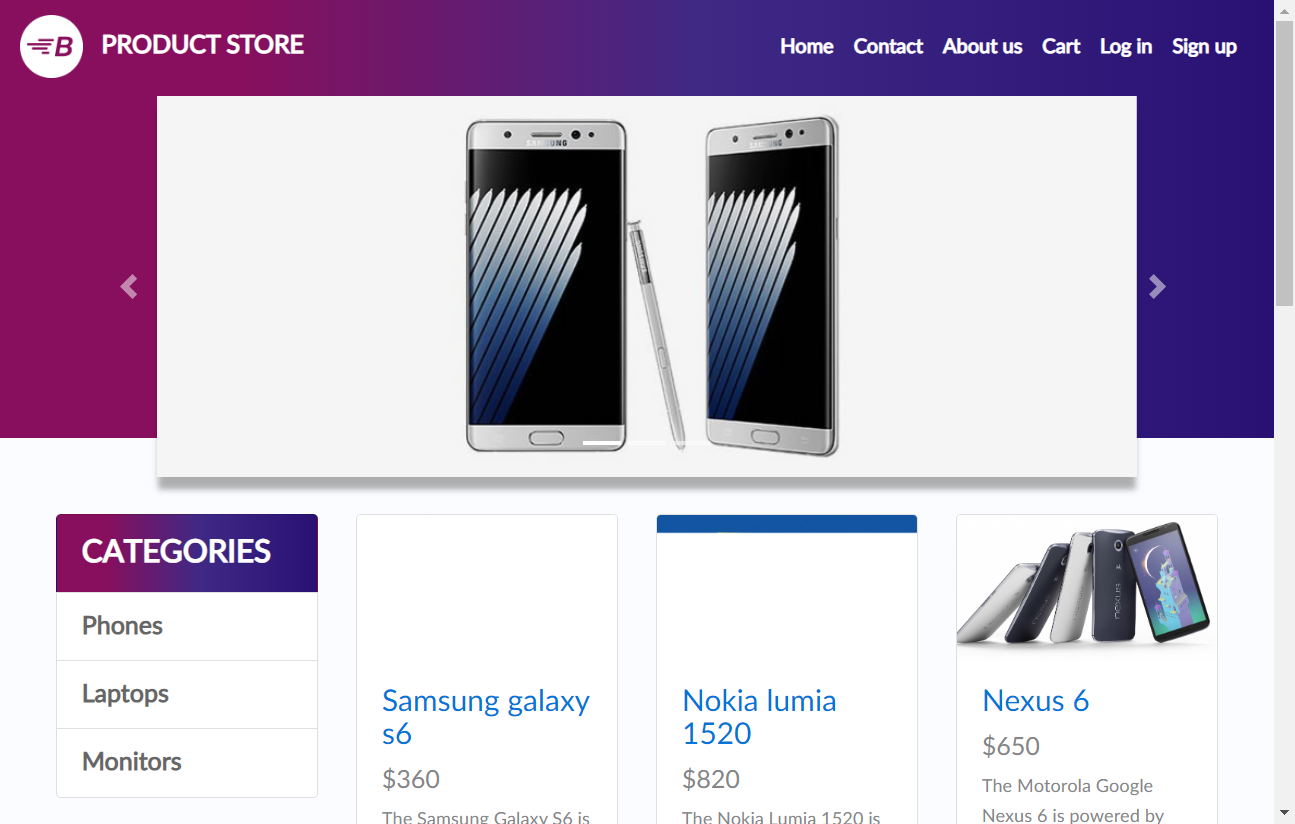 B PRODUCT STORE
Home Contact About us Cart Log in Sign up
SAMSUNG SAMSUNG
CATEGORIES
Phones
Laptops
Monitors
Samsung galaxy
s6
$360
The Samsung Galaxy S6 is
Nokia lumia
1520
$820
The Nokia Lumia 1520 is
nexus
Nexus 6
$650
The Motorola Google
Nexus 6 is powered by